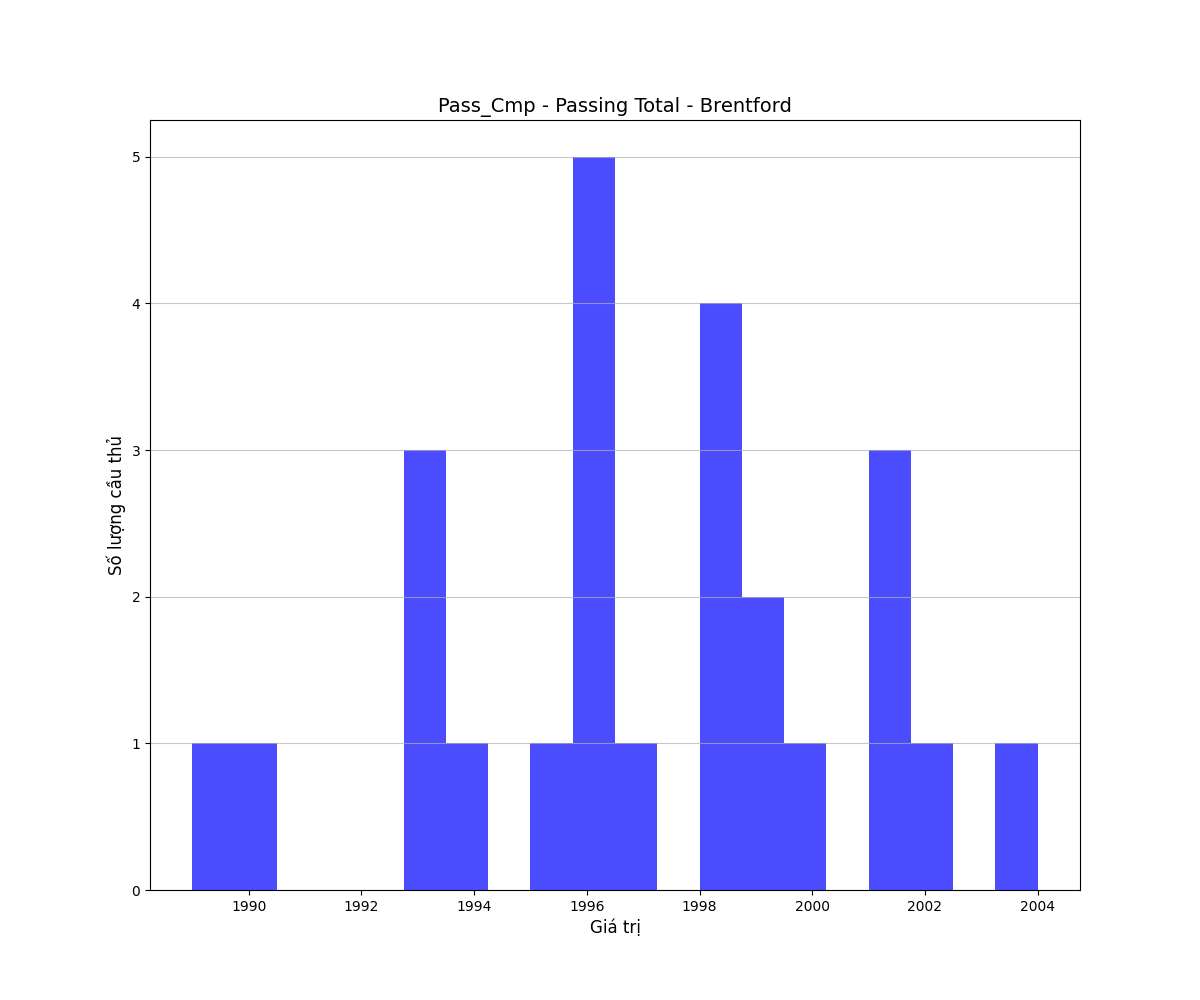 Pass_Cmp - Passing Total - Brentford
5
4
3
2
1
0
Số lượng cầu thủ
1990 1992 1994 1996 1998 2000 2002 2004
Giá trị